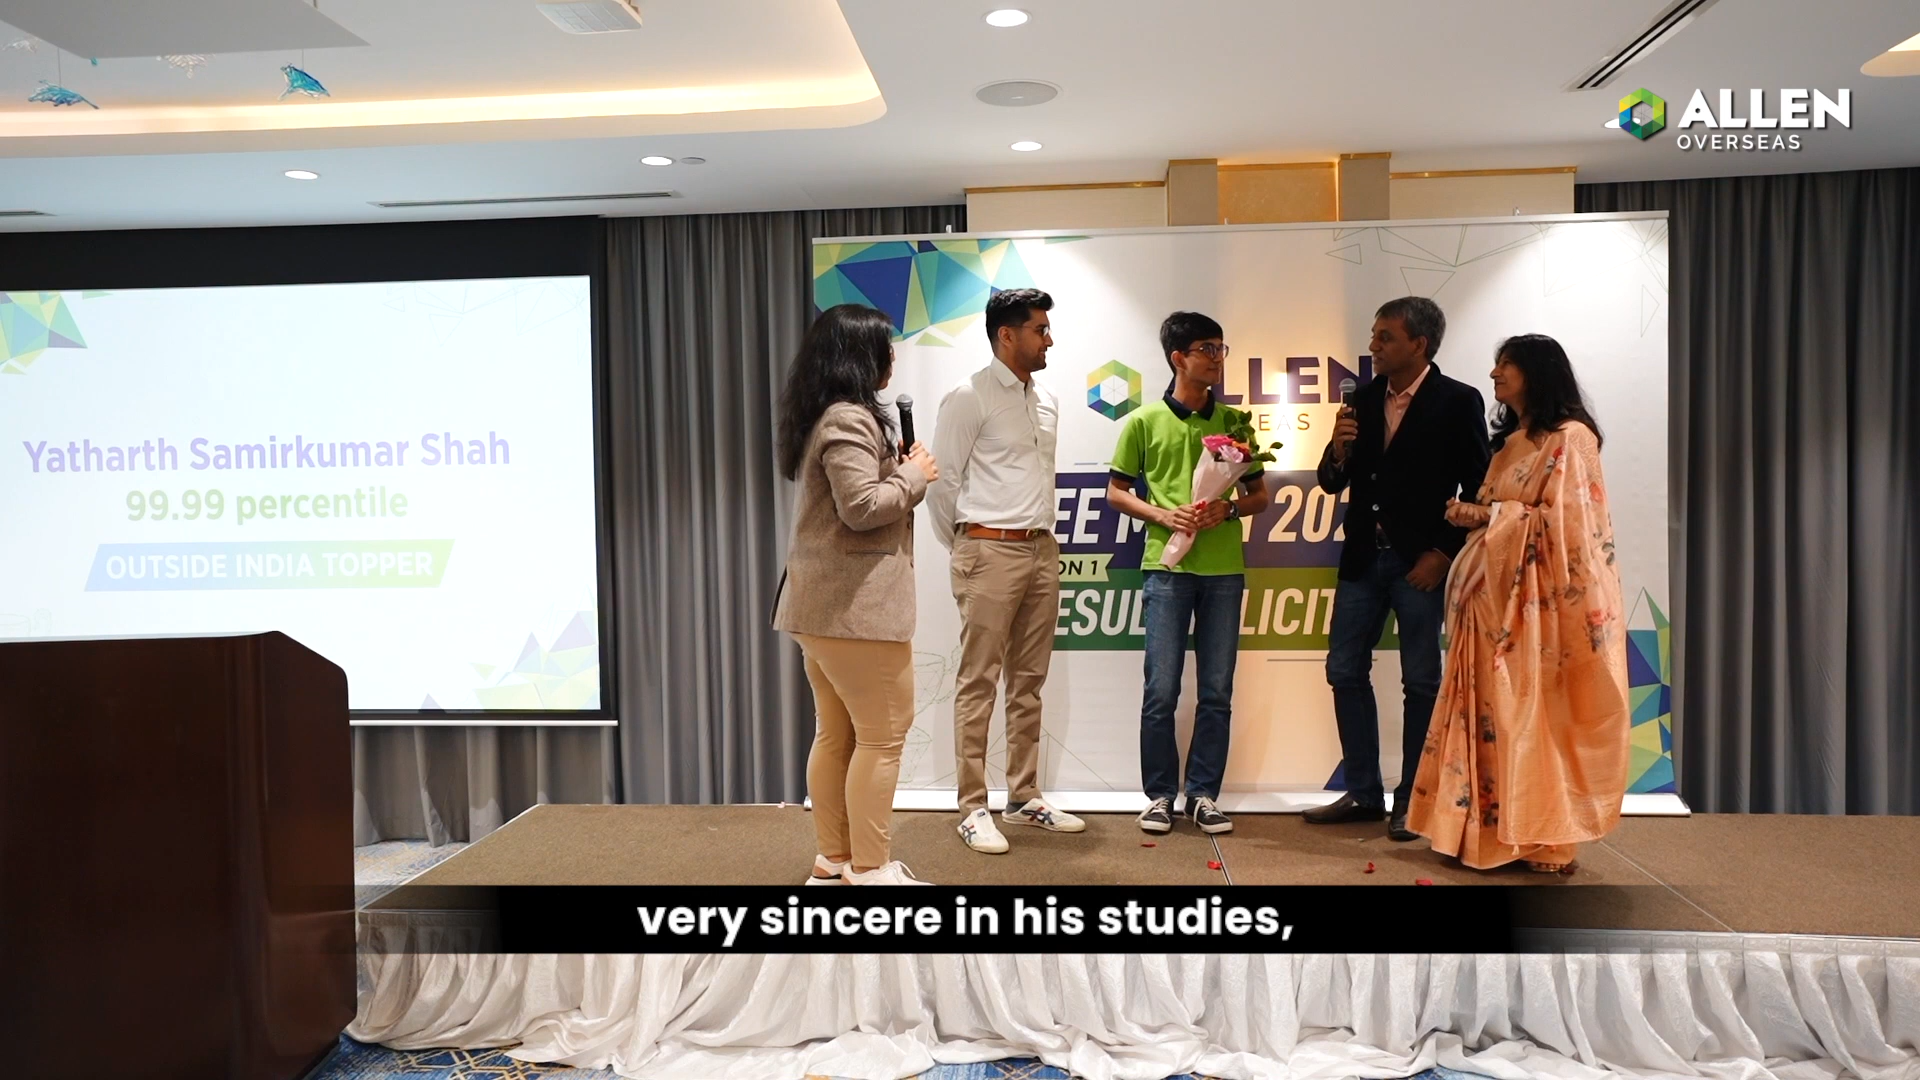 ALLEN
OVERSEAS
Yatharth Samirkumar Shah
99.99 percentile
OUTSIDE INDIA TOPPER
very sincere in his studies,